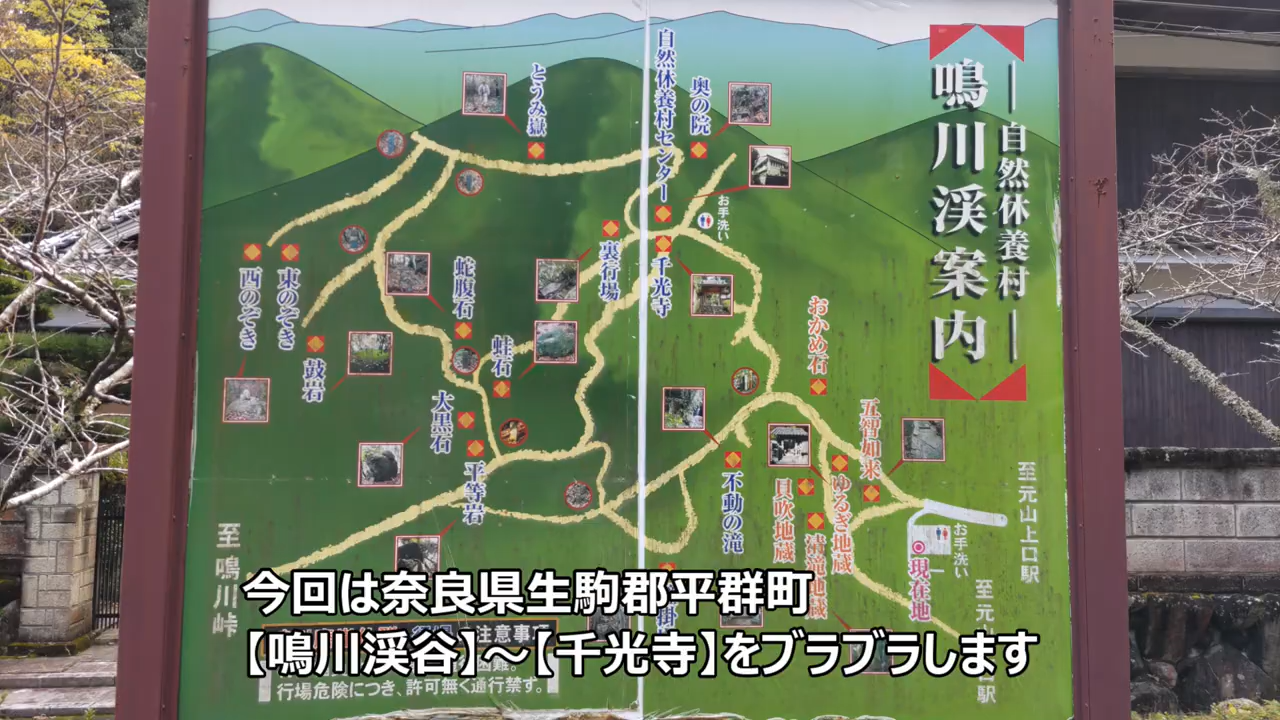 ―自然休養村―
鳴川渓案内
自然休養村センター
奥の院
とうみ嶽
お手洗い
裏行場
千光寺
西のぞき
東のぞき
鼓岩
蛇腹石
蛙石
大黒石
平等岩
おかめ石
五智如来
ゆるぎ地蔵
貝吹地蔵
清滝地蔵
不動の滝
至元山上口駅
お手洗い
現在地
至鳴川峠
注意事項
行場危険につき、許可無く通行禁ず。
今回は奈良県生駒郡平群町
【鳴川渓谷】～【千光寺】をブラブラします